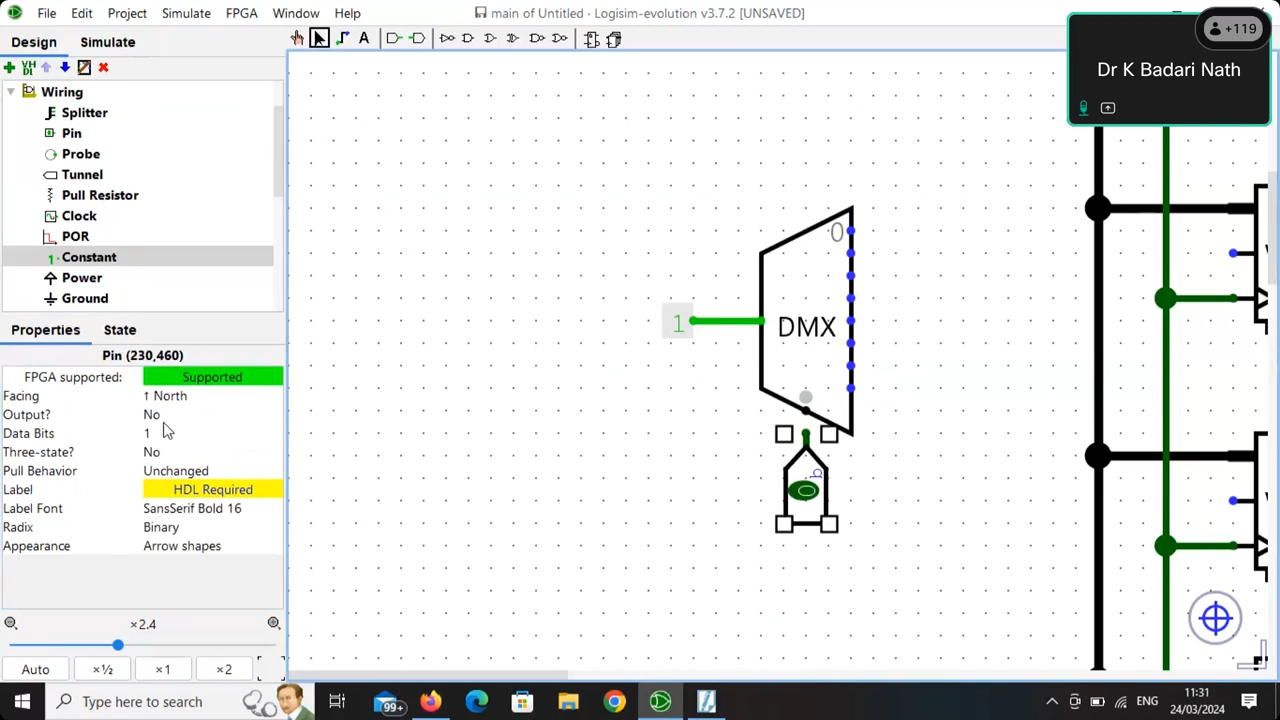 File Edit Project Simulate FPGA Window Help
main of Untitled - Logisim-evolution v3.7.2 [UNSAVED]
+119
Dr K Badari Nath
Design Simulate
A
VH
DL
Wiring
Splitter
Pin
Probe
Tunnel
Pull Resistor
Clock
POR
1 Constant
Power
Ground
Properties State
Pin (230,460)
FPGA supported: Supported
Facing ↑ North
Output? No
Data Bits 1
Three-state? No
Pull Behavior Unchanged
Label HDL Required
Label Font SansSerif Bold 16
Radix Binary
Appearance Arrow shapes
×2.4
Auto ×½ ×1 ×2
0
1
DMX
0
b
Type here to search
99+
ENG
11:31
24/03/2024